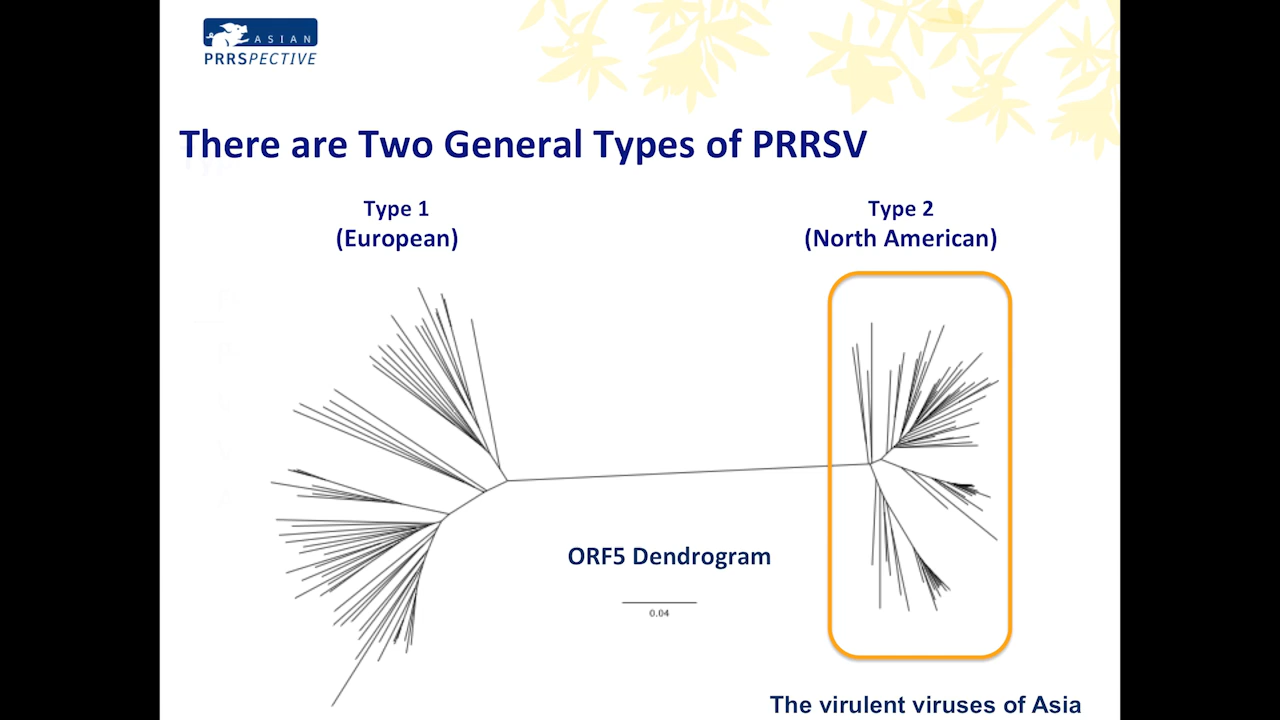 ASIAN
PRRSPECTIVE
There are Two General Types of PRRSV
Type 1
(European)
Type 2
(North American)
ORF5 Dendrogram
0.04
The virulent viruses of Asia